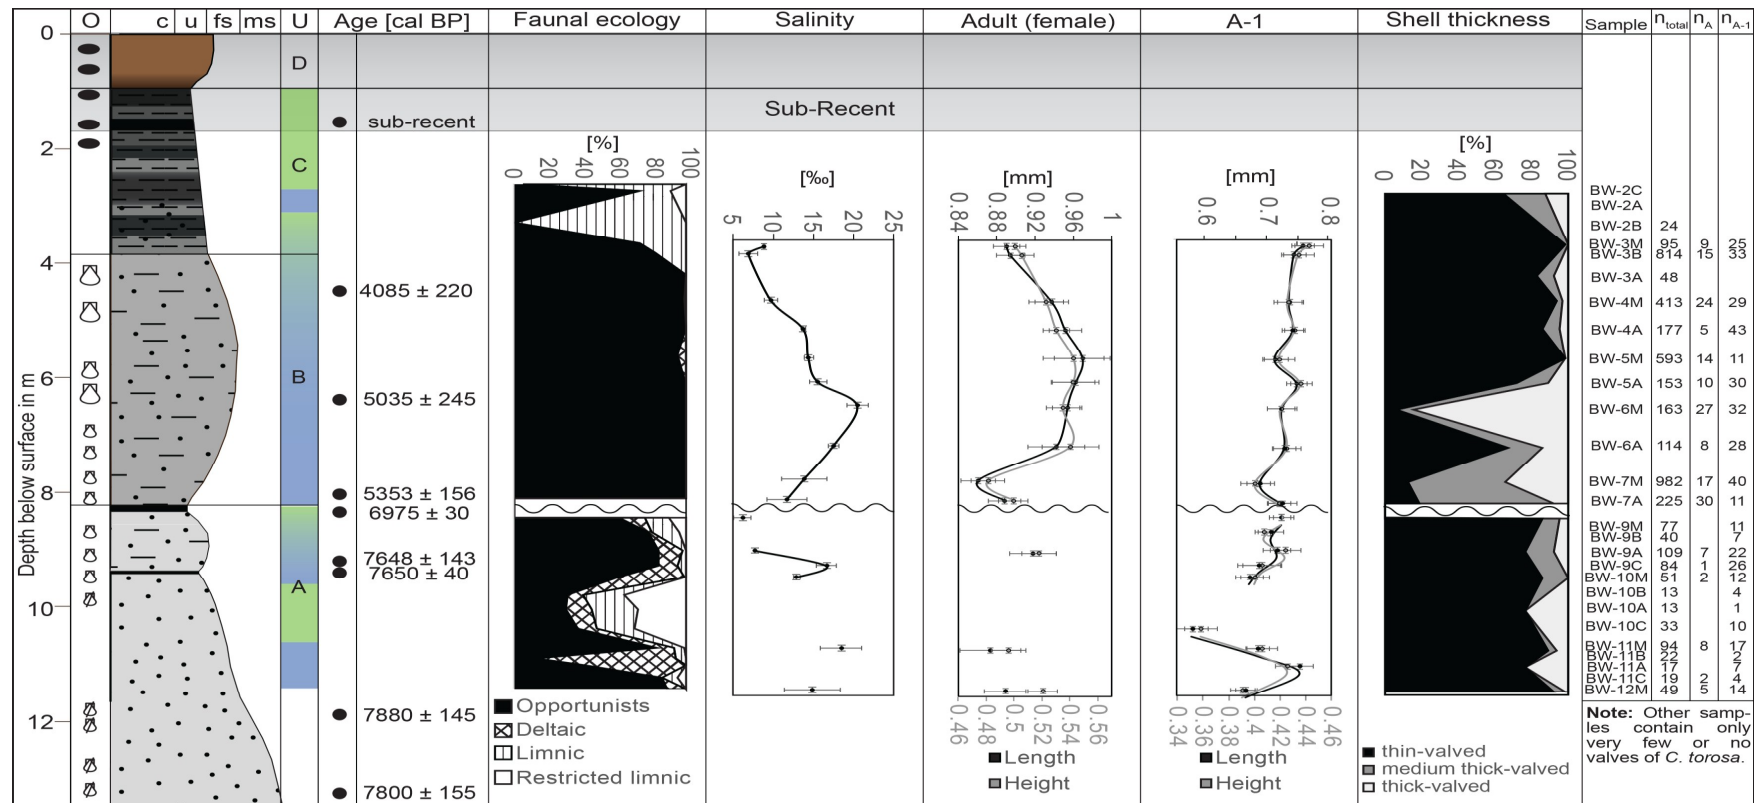 O c u fs ms U Age [cal BP] Faunal ecology Salinity Adult (female) A-1 Shell thickness Sample n_total n_A n_A-1
Depth below surface in m
0
2
4
6
8
10
12
D
C
B
A
sub-recent
4085 ± 220
5035 ± 245
5353 ± 156
6975 ± 30
7648 ± 143
7650 ± 40
7880 ± 145
7800 ± 155
Sub-Recent
[%]
0 20 40 60 80 100
Opportunists
Deltaic
Limnic
Restricted limnic
[‰]
5 10 15 20 25
[mm]
0.84 0.88 0.92 0.96 1
0.46 0.48 0.5 0.52 0.54 0.56
Length
Height
[mm]
0.6 0.7 0.8
0.34 0.36 0.38 0.4 0.42 0.44 0.46
Length
Height
[%]
0 20 40 60 80 100
thin-valved
medium thick-valved
thick-valved
BW-2C
BW-2A
BW-2B 24
BW-3M 95 9 25
BW-3B 814 15 33
BW-3A 48
BW-4M 413 24 29
BW-4A 177 5 43
BW-5M 593 14 11
BW-5A 153 10 30
BW-6M 163 27 32
BW-6A 114 8 28
BW-7M 982 17 40
BW-7A 225 30 11
BW-9M 77 11
BW-9B 40 7
BW-9A 109 7 22
BW-9C 84 1 26
BW-10M 51 2 12
BW-10B 13 4
BW-10A 13 1
BW-10C 33 10
BW-11M 94 8 17
BW-11B 22 2
BW-11A 17 7
BW-11C 19 2 4
BW-12M 49 5 14
Note: Other samp-
les contain only
very few or no
valves of C. torosa.